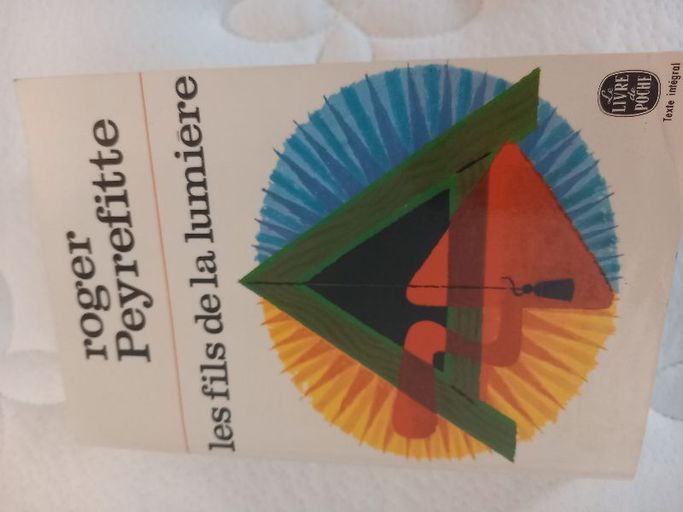 roger
Peyrefitte
les fils de la lumière
Le
LIVRE
de
POCHE
Texte intégral